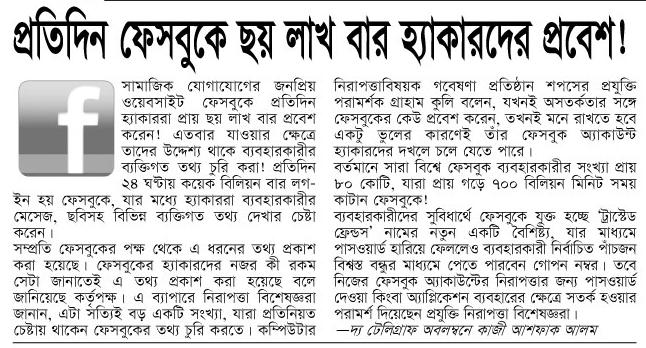 প্রতিদিন ফেসবুকে ছয় লাখ বার হ্যাকারদের প্রবেশ!
সামাজিক যোগাযোগের জনপ্রিয়
ওয়েবসাইট ফেসবুকে প্রতিদিন
হ্যাকাররা প্রায় ছয় লাখ বার প্রবেশ
করেন! এতবার যাওয়ার ক্ষেত্রে
তাদের উদ্দেশ্য থাকে ব্যবহারকারীর
ব্যক্তিগত তথ্য চুরি করা! প্রতিদিন
২৪ ঘণ্টায় কয়েক বিলিয়ন বার লগ-
ইন হয় ফেসবুকে, যার মধ্যে হ্যাকাররা ব্যবহারকারীর
মেসেজ, ছবিসহ বিভিন্ন ব্যক্তিগত তথ্য দেখার চেষ্টা
করেন।
সম্প্রতি ফেসবুকের পক্ষ থেকে এ ধরনের তথ্য প্রকাশ
করা হয়েছে। ফেসবুকের হ্যাকারদের নজর কী রকম
সেটা জানাতেই এ তথ্য প্রকাশ করা হয়েছে বলে
জানিয়েছে কর্তৃপক্ষ। এ ব্যাপারে নিরাপত্তা বিশেষজ্ঞরা
জানান, এটা সত্যিই বড় একটি সংখ্যা, যারা প্রতিনিয়ত
চেষ্টায় থাকেন ফেসবুকের তথ্য চুরি করতে। কম্পিউটার
নিরাপত্তাবিষয়ক গবেষণা প্রতিষ্ঠান শপসের প্রযুক্তি
পরামর্শক গ্রাহাম কুলি বলেন, যখনই অসতর্কতার সঙ্গে
ফেসবুকের কেউ প্রবেশ করেন, তখনই মনে রাখতে হবে
একটু ভুলের কারণেই তাঁর ফেসবুক অ্যাকাউন্ট
হ্যাকারদের দখলে চলে যেতে পারে।
বর্তমানে সারা বিশ্বে ফেসবুক ব্যবহারকারীর সংখ্যা প্রায়
৮০ কোটি, যারা প্রায় গড়ে ৭০০ বিলিয়ন মিনিট সময়
কাটান ফেসবুকে!
ব্যবহারকারীদের সুবিধার্থে ফেসবুকে যুক্ত হচ্ছে ‘ট্রাস্টেড
ফ্রেন্ডস’ নামের নতুন একটি বৈশিষ্ট্য, যার মাধ্যমে
পাসওয়ার্ড হারিয়ে ফেললেও ব্যবহারকারী নির্বাচিত পাঁচজন
বিশ্বস্ত বন্ধুর মাধ্যমে পেতে পারবেন গোপন নম্বর। তবে
নিজের ফেসবুক অ্যাকাউন্টের নিরাপত্তার জন্য পাসওয়ার্ড
দেওয়া কিংবা অ্যাপ্লিকেশন ব্যবহারের ক্ষেত্রে সতর্ক হওয়ার
পরামর্শ দিয়েছেন প্রযুক্তি নিরাপত্তা বিশেষজ্ঞরা।
—দ্য টেলিগ্রাফ অবলম্বনে কাজী আশফাক আলম